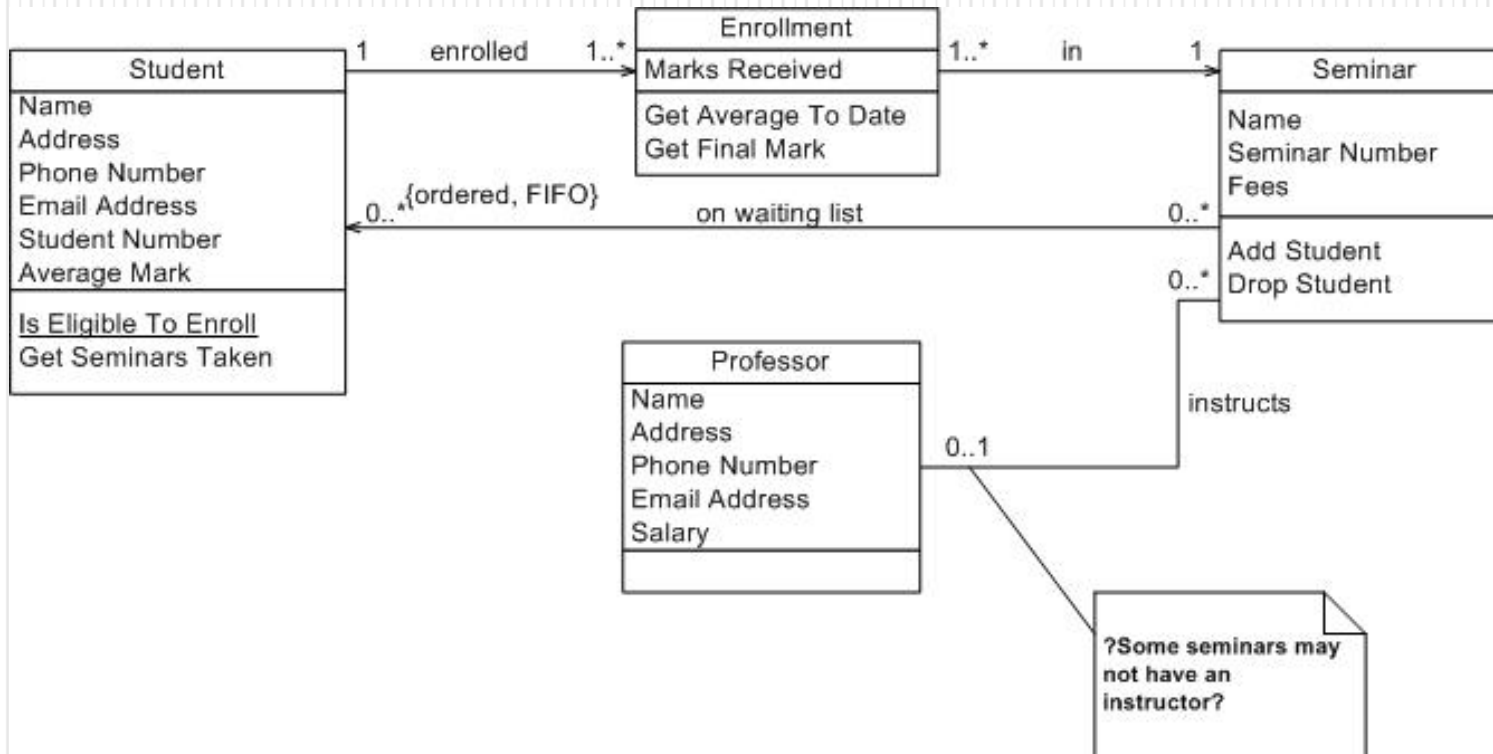 Student
Name
Address
Phone Number
Email Address
Student Number
Average Mark
Is Eligible To Enroll
Get Seminars Taken
1 enrolled 1..*
Enrollment
Marks Received
Get Average To Date
Get Final Mark
1..* in 1
Seminar
Name
Seminar Number
Fees
Add Student
Drop Student
{ordered, FIFO}
0..* on waiting list 0..*
0..*
instructs
0..1
Professor
Name
Address
Phone Number
Email Address
Salary
?Some seminars may
not have an
instructor?